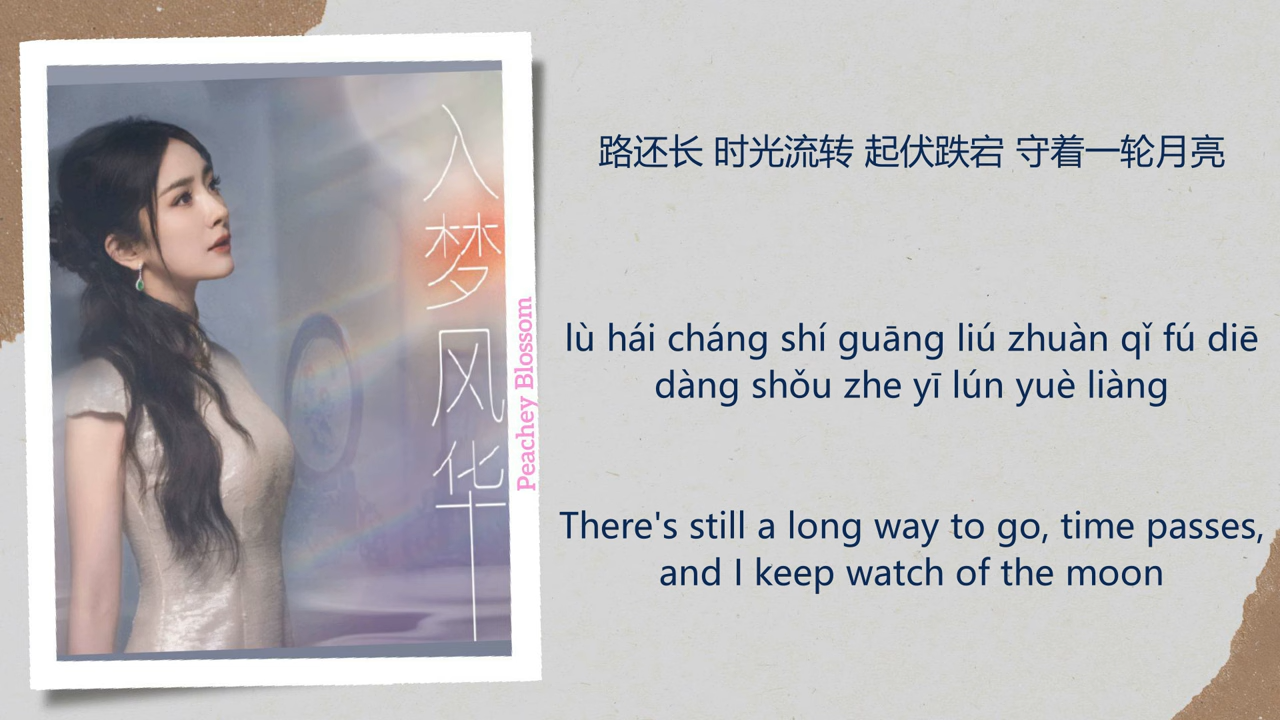 入梦风华
Peachey Blossom
路还长 时光流转 起伏跌宕 守着一轮月亮
lù hái cháng shí guāng liú zhuàn qǐ fú diē
dàng shǒu zhe yī lún yuè liàng
There's still a long way to go, time passes,
and I keep watch of the moon